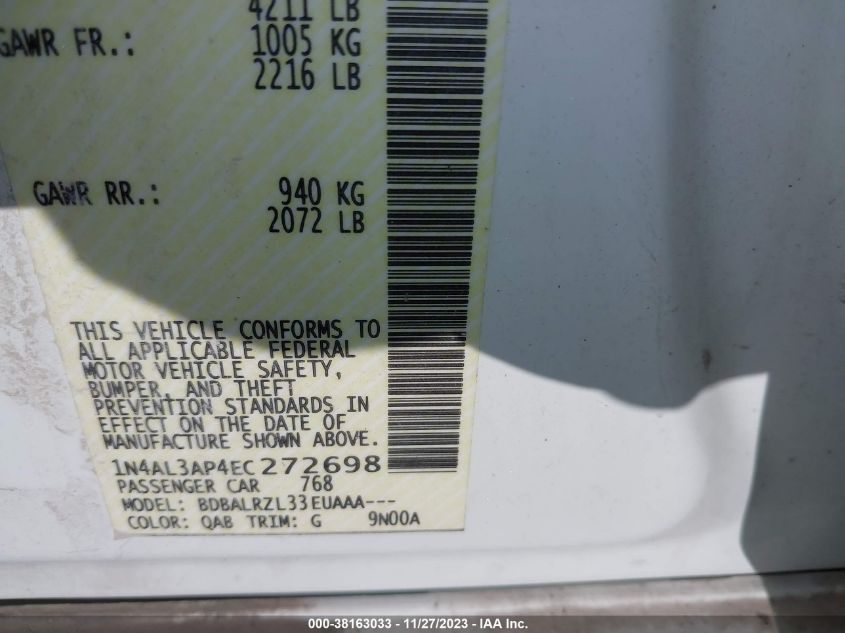 4211 LB
GAWR FR.: 1005 KG
2216 LB
GAWR RR.: 940 KG
2072 LB
THIS VEHICLE CONFORMS TO
ALL APPLICABLE FEDERAL
MOTOR VEHICLE SAFETY,
BUMPER, AND THEFT
PREVENTION STANDARDS IN
EFFECT ON THE DATE OF
MANUFACTURE SHOWN ABOVE.
1N4AL3AP4EC272698
PASSENGER CAR 768
MODEL: BDBALRZL33EUAAA---
COLOR: QAB TRIM: G 9N00A
000-38163033 — 11/27/2023 — IAA Inc.